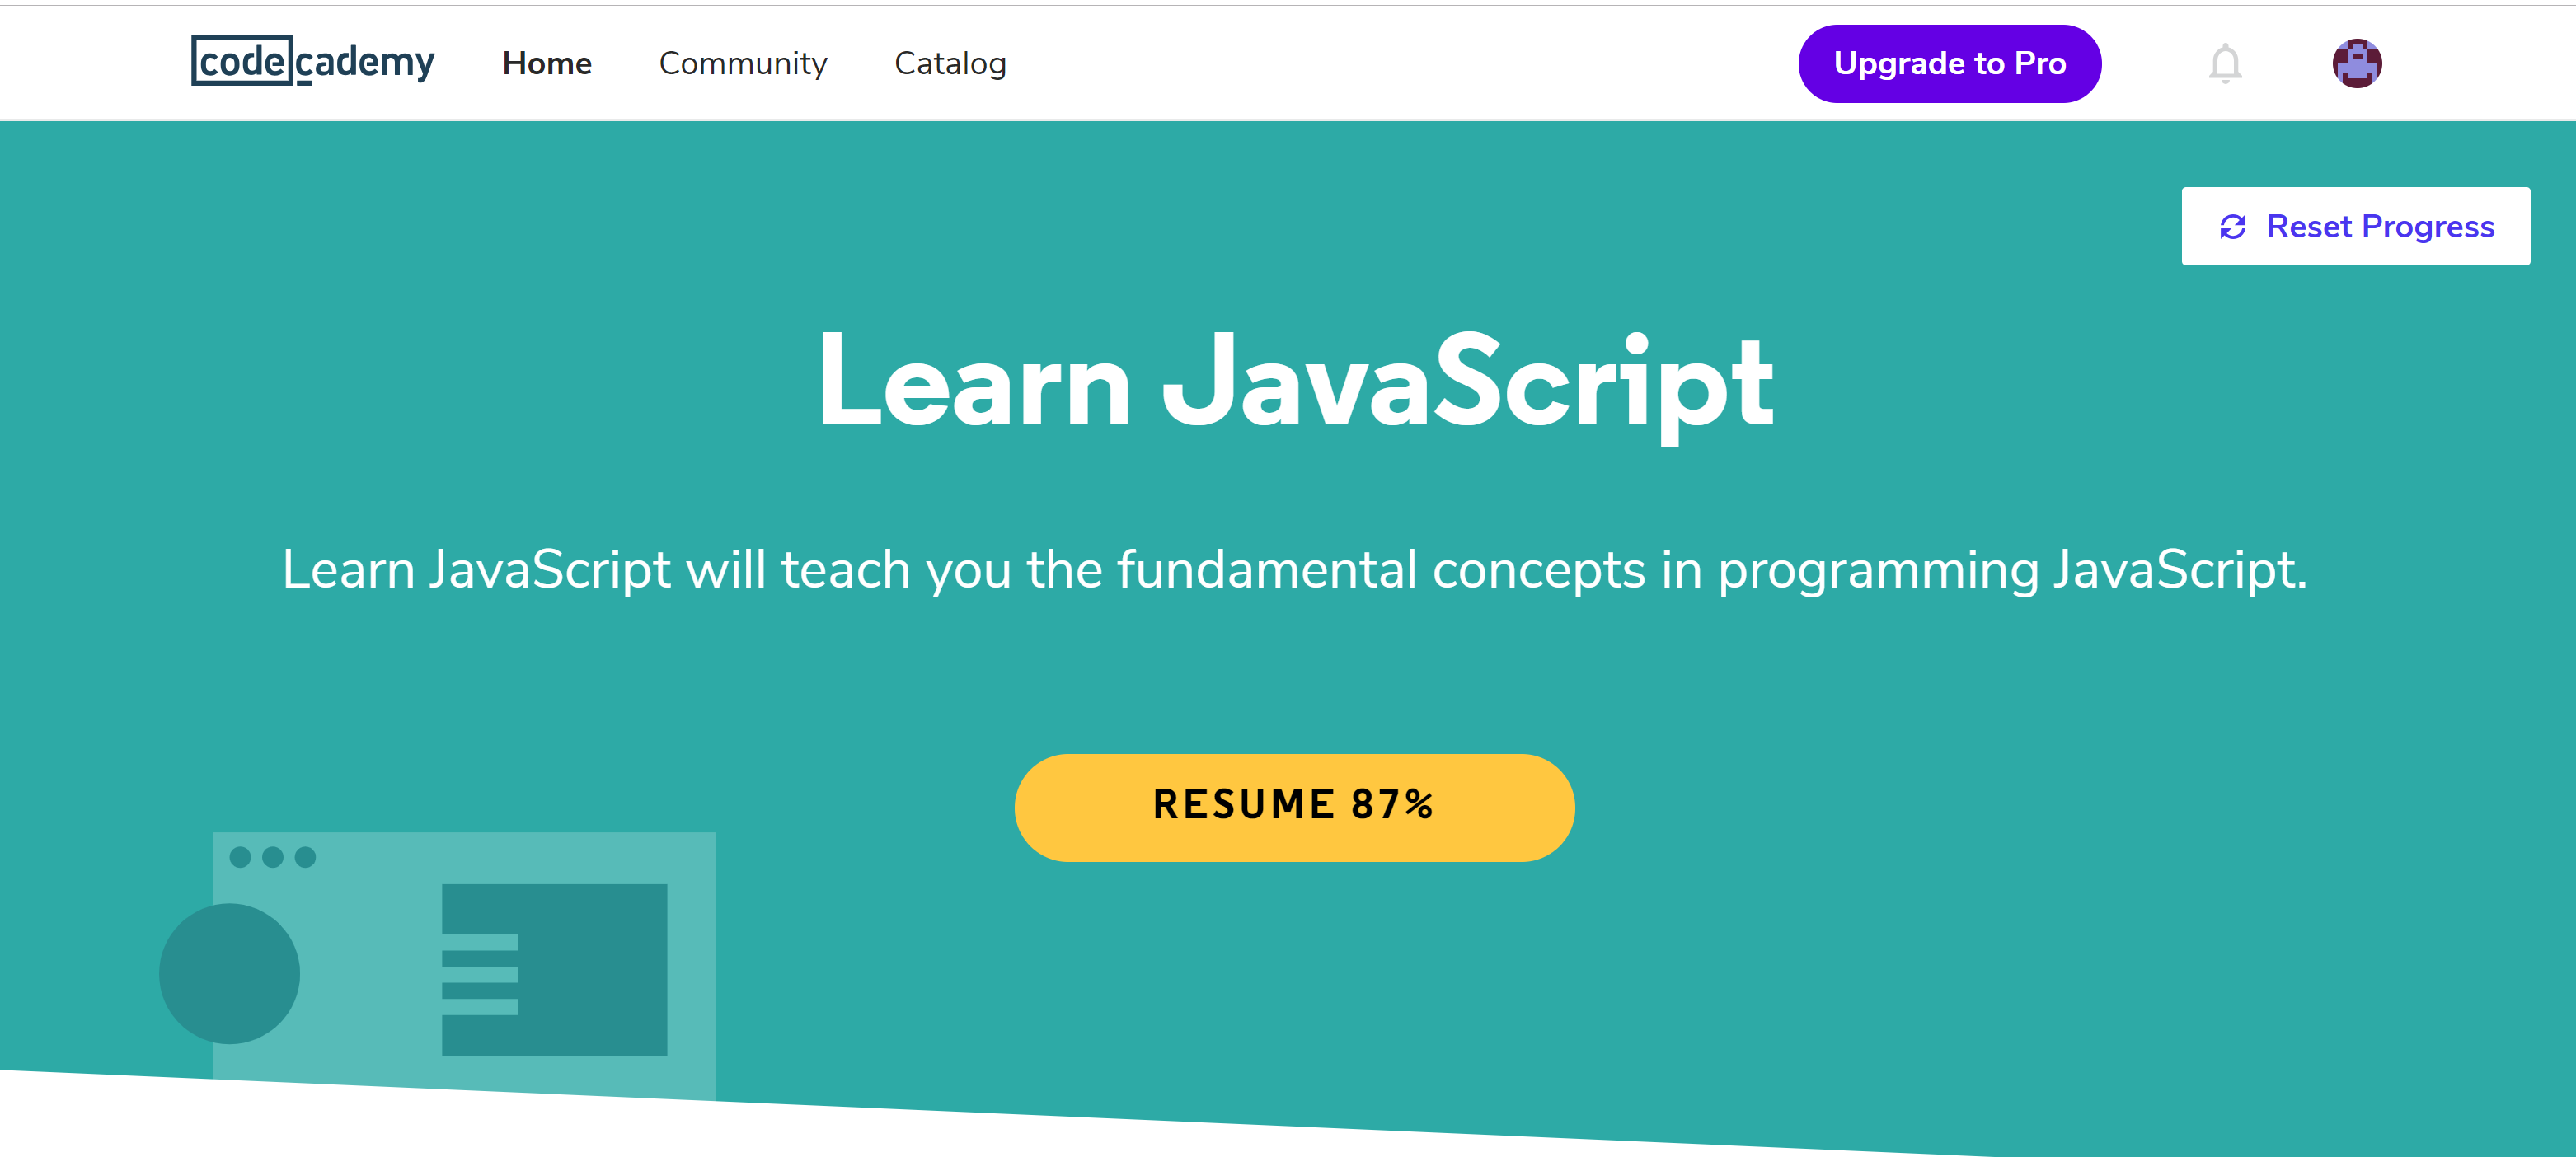 codecademy Home Community Catalog Upgrade to Pro
Reset Progress
Learn JavaScript
Learn JavaScript will teach you the fundamental concepts in programming JavaScript.
RESUME 87%